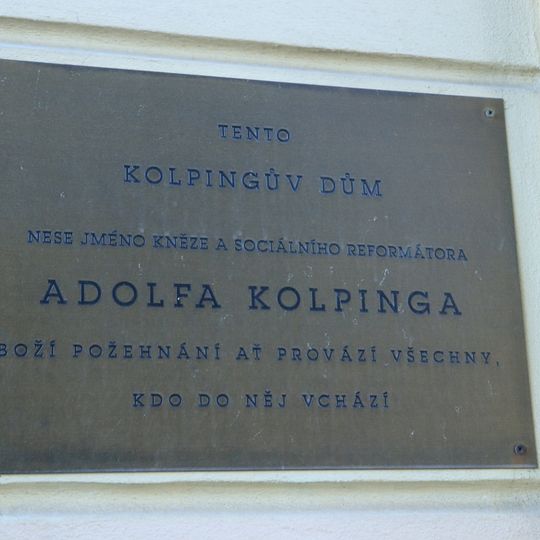 TENTO
KOLPINGŮV DŮM
NESE JMÉNO KNĚZE A SOCIÁLNÍHO REFORMÁTORA
ADOLFA KOLPINGA
BOŽÍ POŽEHNÁNÍ AŤ PROVÁZÍ VŠECHNY,
KDO DO NĚJ VCHÁZÍ